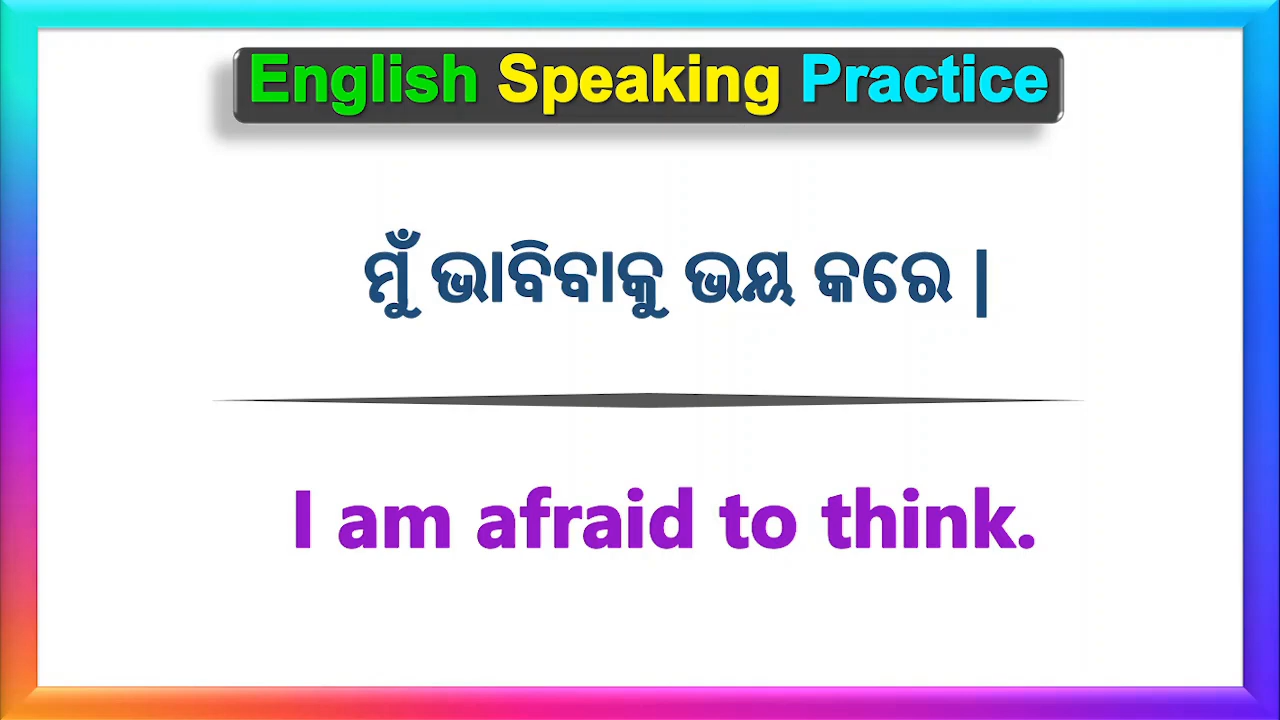 English Speaking Practice
ମୁଁ ଭାବିବାକୁ ଭୟ କରେ |
I am afraid to think.